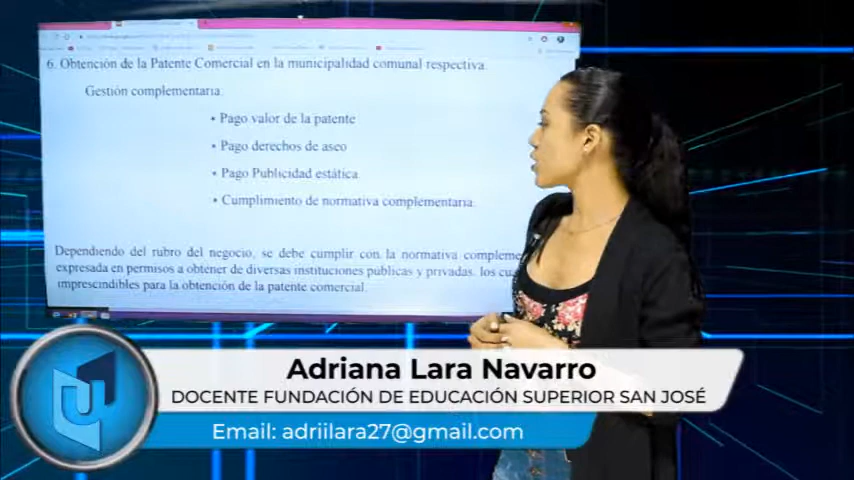 6. Obtención de la Patente Comercial en la municipalidad comunal respectiva.
Gestión complementaria.
• Pago valor de la patente
• Pago derechos de aseo
• Pago Publicidad estática
• Cumplimiento de normativa complementaria.
Dependiendo del rubro del negocio, se debe cumplir con la normativa compleme
expresada en permisos a obtener de diversas instituciones públicas y privadas. los cu
imprescindibles para la obtención de la patente comercial.
Adriana Lara Navarro
DOCENTE FUNDACIÓN DE EDUCACIÓN SUPERIOR SAN JOSÉ
Email: adriilara27@gmail.com